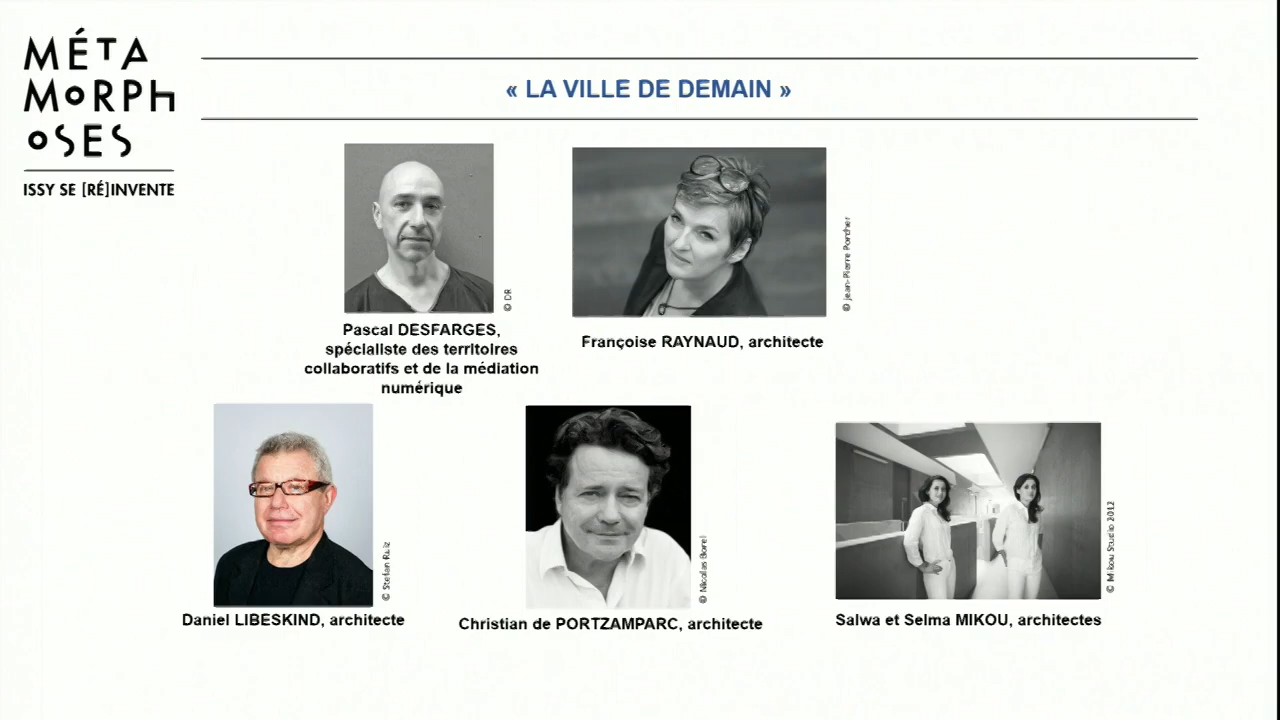 MÉTA
MORPH
OSES
ISSY SE [RÉ]INVENTE
« LA VILLE DE DEMAIN »
© DR
© Jean-Pierre Porcher
Pascal DESFARGES,
spécialiste des territoires
collaboratifs et de la médiation
numérique
Françoise RAYNAUD, architecte
© Stefan Ruiz
© Nicolas Borel
© Mikou Studio 2012
Daniel LIBESKIND, architecte
Christian de PORTZAMPARC, architecte
Salwa et Selma MIKOU, architectes